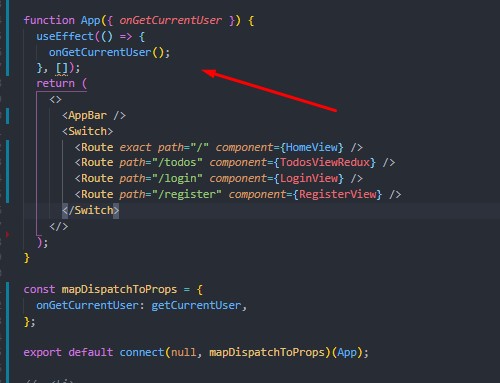 function App({ onGetCurrentUser }) {
useEffect(() => {
onGetCurrentUser();
}, []);
return (
<>
<AppBar />
<Switch>
<Route exact path="/" component={HomeView} />
<Route path="/todos" component={TodosViewRedux} />
<Route path="/login" component={LoginView} />
<Route path="/register" component={RegisterView} />
</Switch>
</>
);
}
const mapDispatchToProps = {
onGetCurrentUser: getCurrentUser,
};
export default connect(null, mapDispatchToProps)(App);